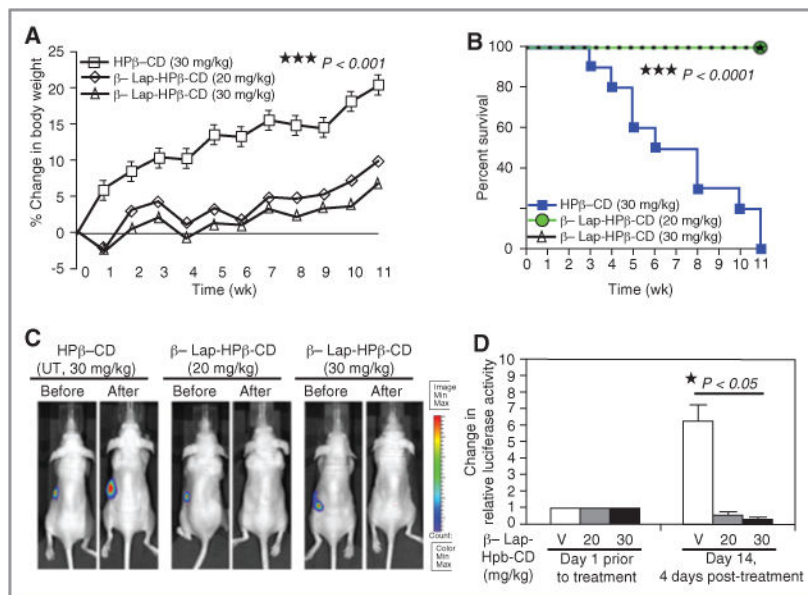 A
25
20
15
10
5
0
-5
% Change in body weight
HPβ–CD (30 mg/kg)
β– Lap-HPβ-CD (20 mg/kg)
β– Lap-HPβ-CD (30 mg/kg)
★★★ P < 0.001
0 1 2 3 4 5 6 7 8 9 10 11
Time (wk)
B
100
80
60
40
20
0
Percent survival
★★★ P < 0.0001
HPβ–CD (30 mg/kg)
β– Lap-HPβ-CD (20 mg/kg)
β– Lap-HPβ-CD (30 mg/kg)
0 1 2 3 4 5 6 7 8 9 10 11
Time (wk)
C
HPβ–CD
(UT, 30 mg/kg)
Before After
β– Lap-HPβ-CD
(20 mg/kg)
Before After
β– Lap-HPβ-CD
(30 mg/kg)
Before After
Image
Min
Max
Count:
Color
Min
Max
D
10
9
8
7
6
5
4
3
2
1
0
Change in
relative luciferase activity
★ P < 0.05
β– Lap-
Hpb-CD
(mg/kg)
V 20 30
Day 1 prior
to treatment
V 20 30
Day 14,
4 days post-treatment